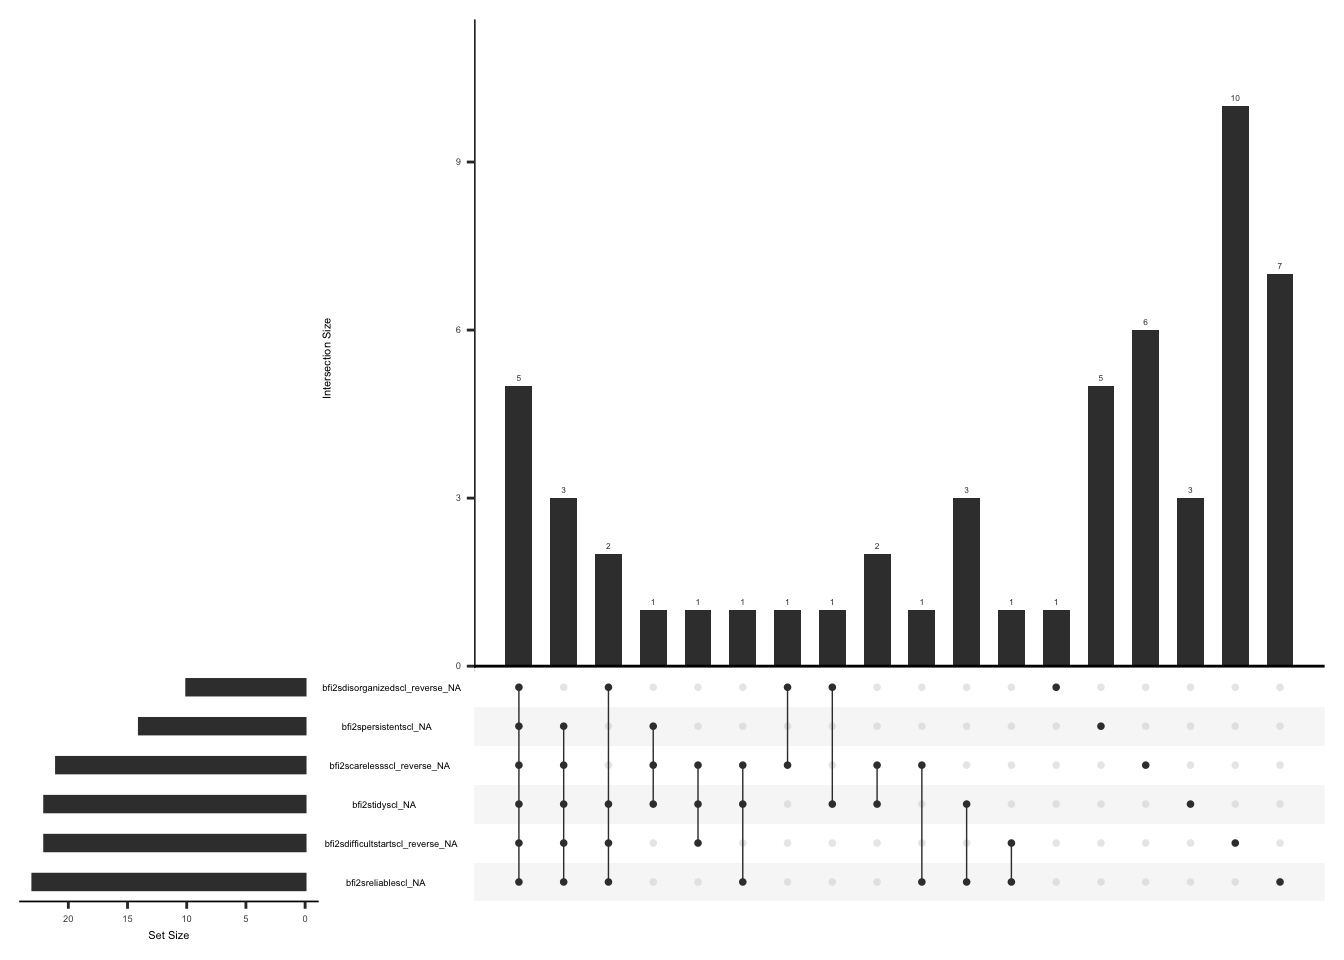 10
9
7
6
6
5
5
3
3
3
3
2
2
1
1
1
1
1
1
1
1
0
Intersection Size
bfi2sdisorganizedscl_reverse_NA
bfi2spersistentscl_NA
bfi2scarelessscl_reverse_NA
bfi2stidyscl_NA
bfi2sdifficultstartscl_reverse_NA
bfi2sreliablescl_NA
20 15 10 5 0
Set Size